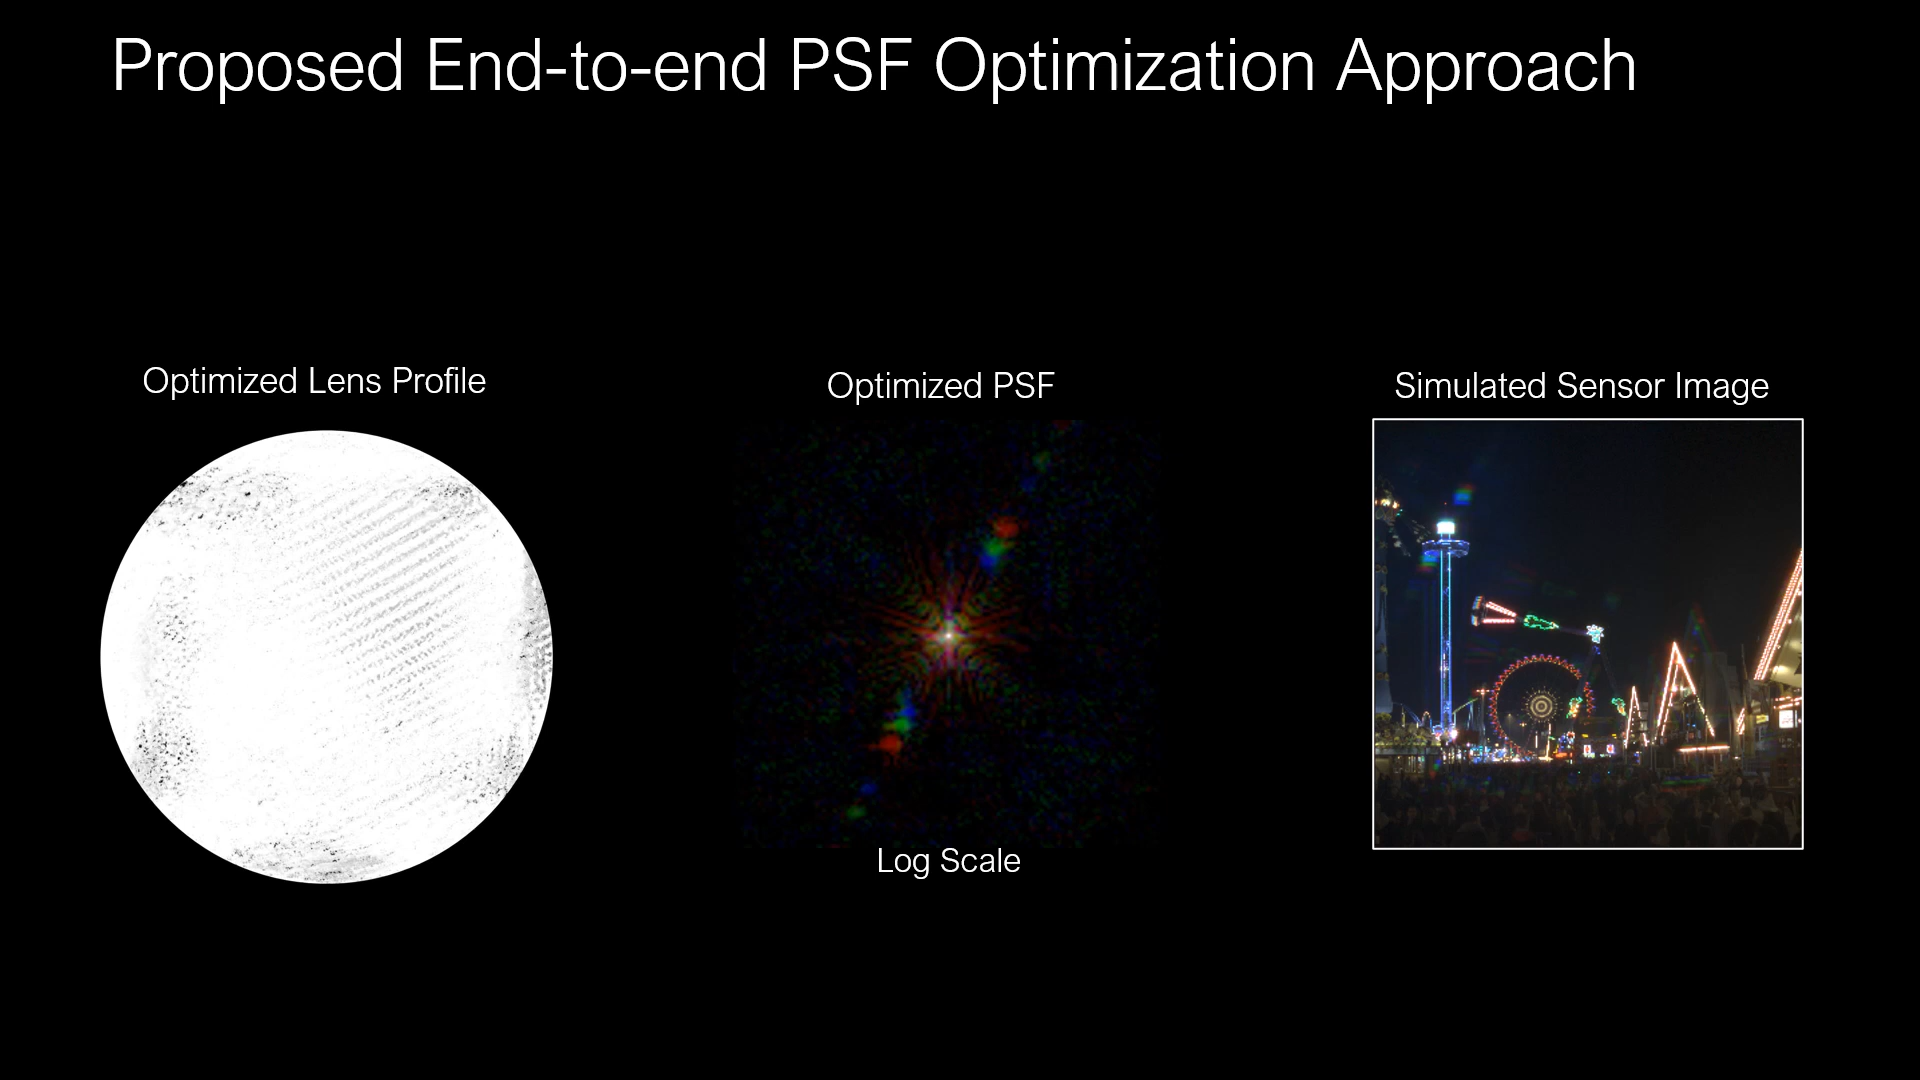 Proposed End-to-end PSF Optimization Approach
Optimized Lens Profile
Optimized PSF
Simulated Sensor Image
Log Scale